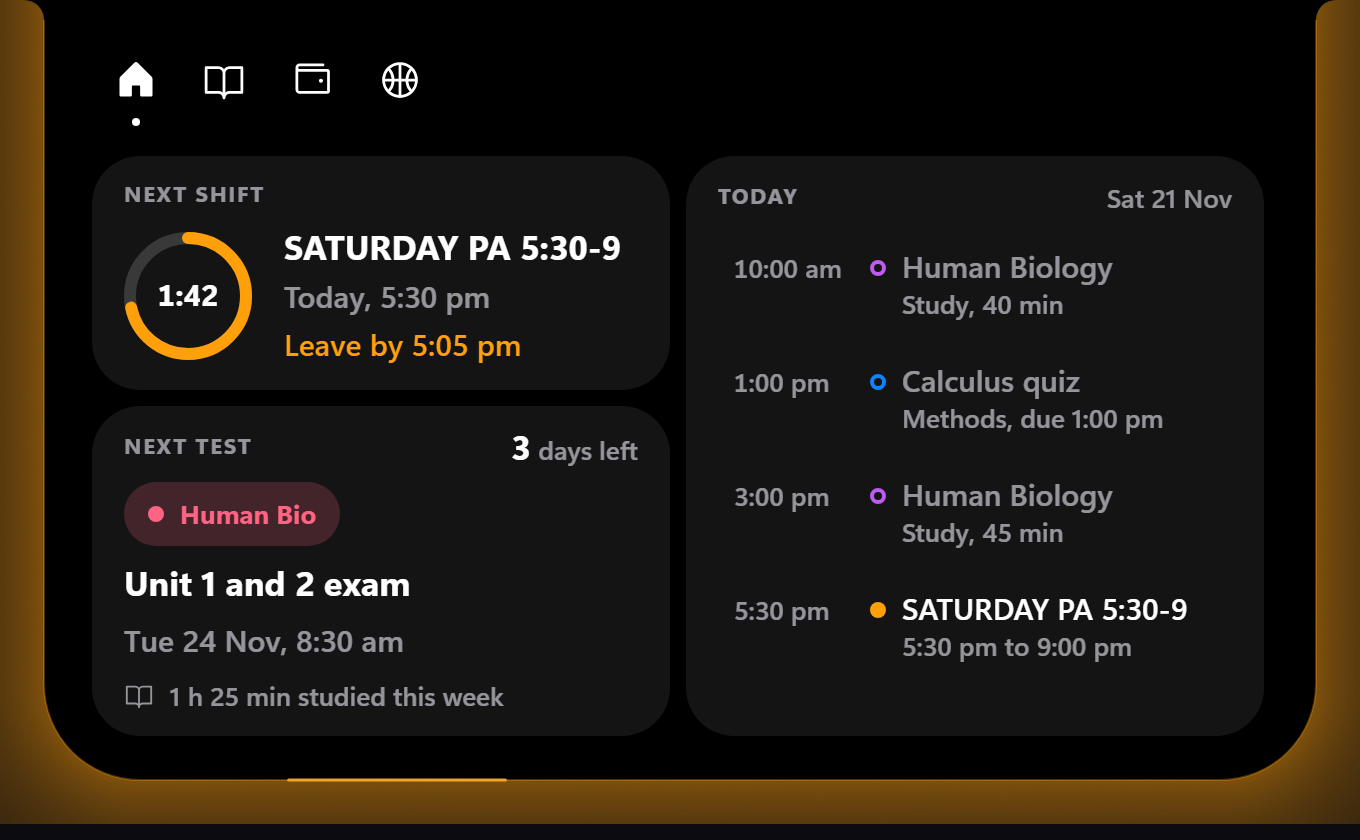 NEXT SHIFT
1:42
SATURDAY PA 5:30-9
Today, 5:30 pm
Leave by 5:05 pm
NEXT TEST
3 days left
Human Bio
Unit 1 and 2 exam
Tue 24 Nov, 8:30 am
1 h 25 min studied this week
TODAY
Sat 21 Nov
10:00 am
Human Biology
Study, 40 min
1:00 pm
Calculus quiz
Methods, due 1:00 pm
3:00 pm
Human Biology
Study, 45 min
5:30 pm
SATURDAY PA 5:30-9
5:30 pm to 9:00 pm